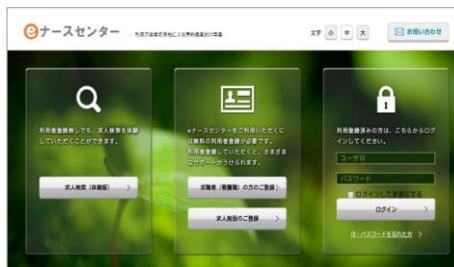 eナースセンター
文字 小 中 大
お問い合わせ
利用者登録無しでも、求人検索を体験
していただくことができます。
求人検索（体験版）
eナースセンターをご利用いただくに
は無料の利用者登録が必要です。
利用者登録していただくと、さまざま
なサポートがうけられます。
求職者（看護職）の方のご登録
求人施設のご登録
利用登録済みの方は、こちらからログ
インしてください。
ユーザID
パスワード
ログインしたままにする
ログイン
ID・パスワードを忘れた方